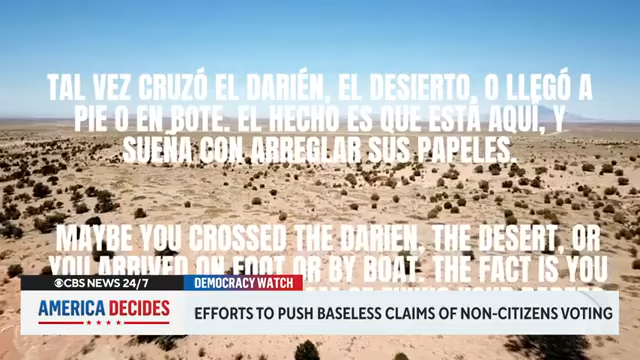 TAL VEZ CRUZÓ EL DARIÉN, EL DESIERTO, O LLEGÓ A
PIE O EN BOTE. EL HECHO ES QUE ESTÁ AQUÍ, Y
SUEÑA CON ARREGLAR SUS PAPELES.
MAYBE YOU CROSSED THE DARIEN, THE DESERT, OR
YOU ARRIVED ON FOOT OR BY BOAT. THE FACT IS YOU
CBS NEWS 24/7
DEMOCRACY WATCH
AMERICA DECIDES
EFFORTS TO PUSH BASELESS CLAIMS OF NON-CITIZENS VOTING